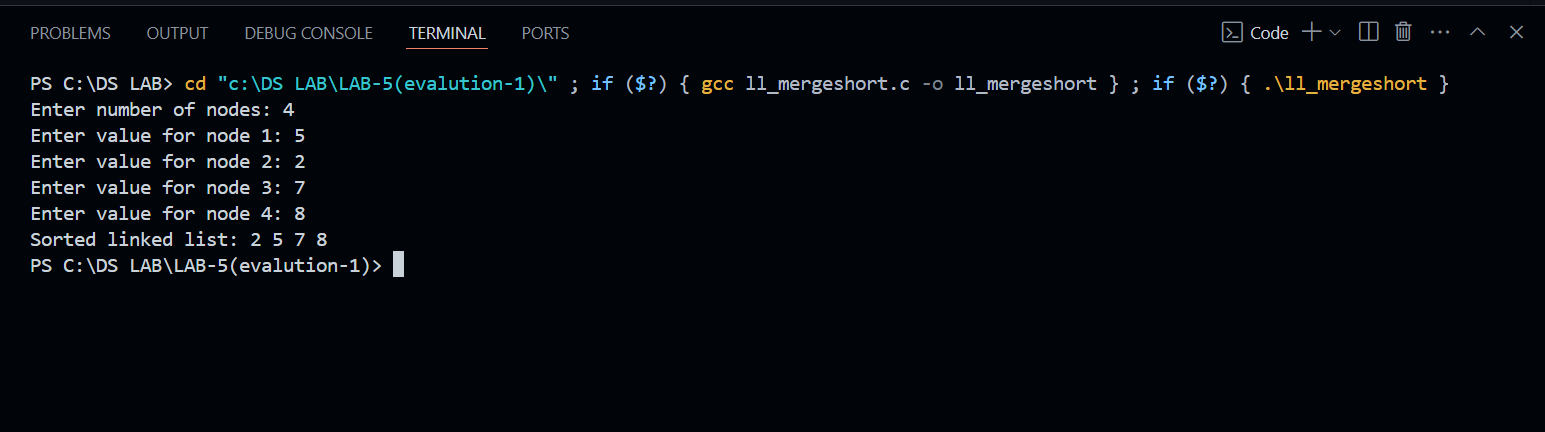 PROBLEMS OUTPUT DEBUG CONSOLE TERMINAL PORTS Code
PS C:\DS LAB> cd "c:\DS LAB\LAB-5(evalution-1)\" ; if ($?) { gcc ll_mergeshort.c -o ll_mergeshort } ; if ($?) { .\ll_mergeshort }
Enter number of nodes: 4
Enter value for node 1: 5
Enter value for node 2: 2
Enter value for node 3: 7
Enter value for node 4: 8
Sorted linked list: 2 5 7 8
PS C:\DS LAB\LAB-5(evalution-1)>